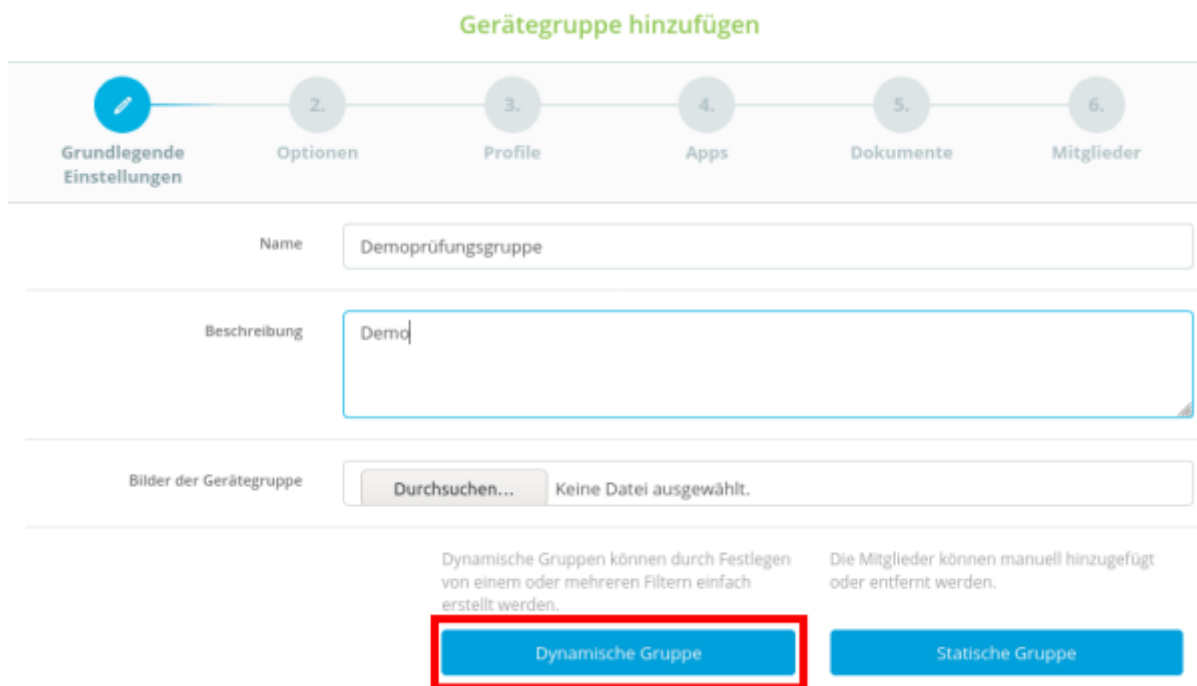 Gerätegruppe hinzufügen
2.
3.
4.
5.
6.
Grundlegende
Einstellungen
Optionen
Profile
Apps
Dokumente
Mitglieder
Name
Demoprüfungsgruppe
Beschreibung
Demo
Bilder der Gerätegruppe
Durchsuchen...
Keine Datei ausgewählt.
Dynamische Gruppen können durch Festlegen
von einem oder mehreren Filtern einfach
erstellt werden.
Die Mitglieder können manuell hinzugefügt
oder entfernt werden.
Dynamische Gruppe
Statische Gruppe